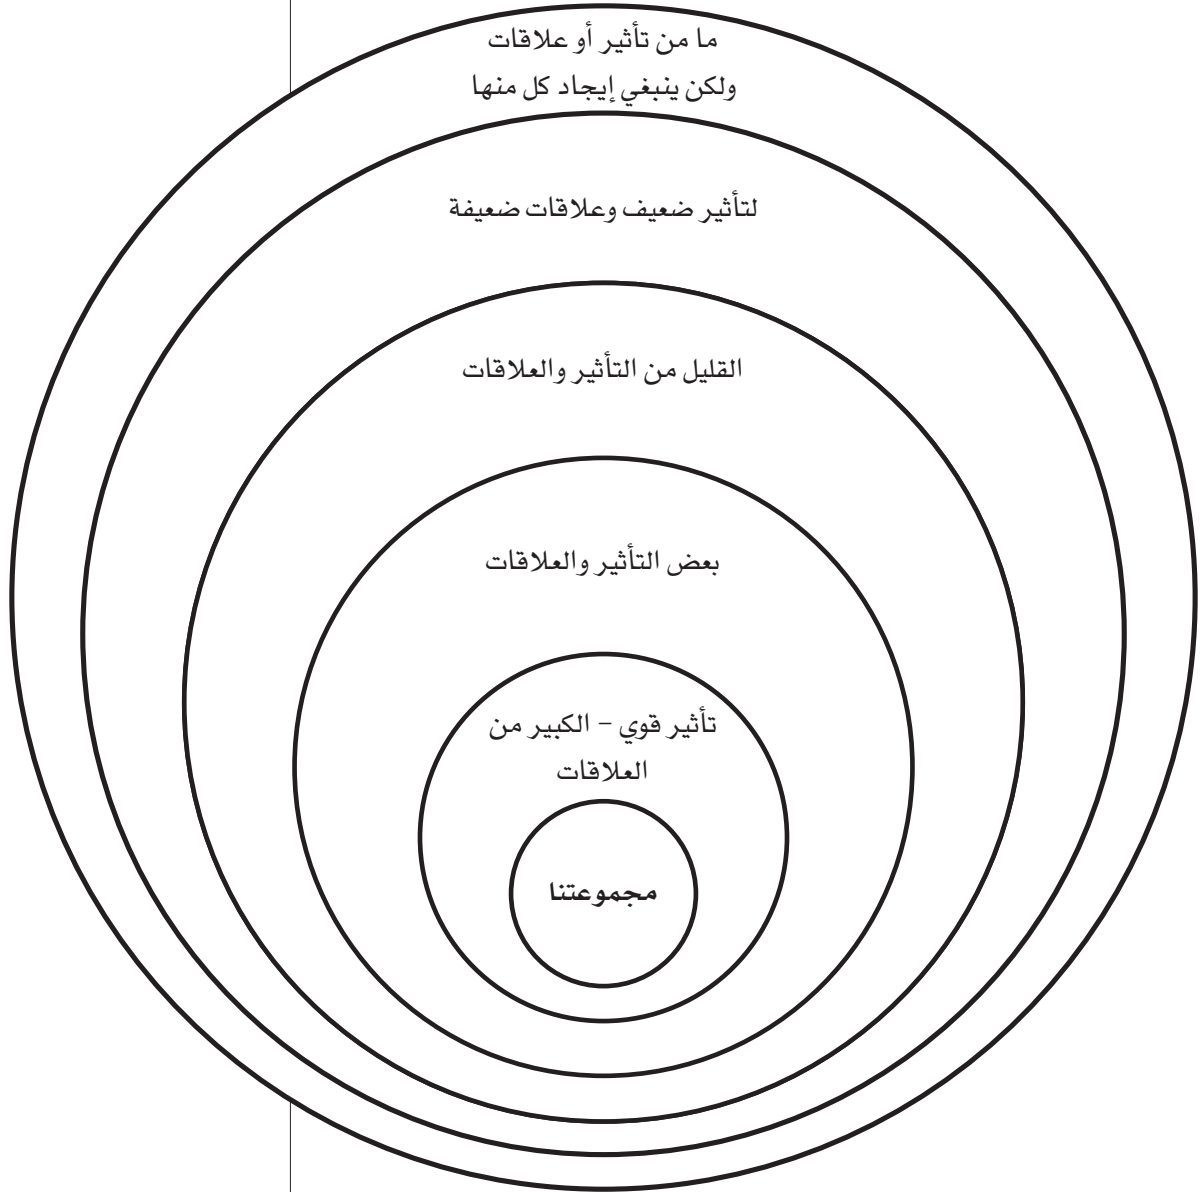 ما من تأثير أو علاقات
ولكن ينبغي إيجاد كل منها
لتأثير ضعيف وعلاقات ضعيفة
القليل من التأثير والعلاقات
بعض التأثير والعلاقات
تأثير قوي – الكبير من
العلاقات
مجموعتنا